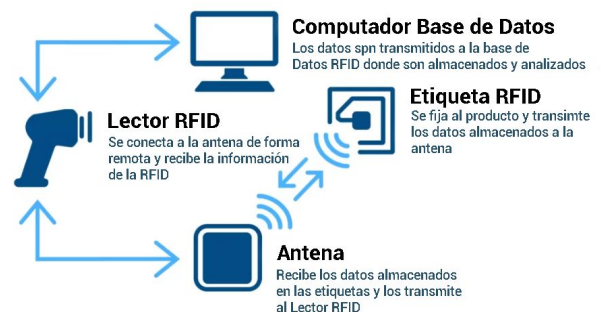 Computador Base de Datos
Los datos spn transmitidos a la base de
Datos RFID donde son almacenados y analizados
Etiqueta RFID
Se fija al producto y transimte
los datos almacenados a la
antena
Lector RFID
Se conecta a la antena de forma
remota y recibe la información
de la RFID
Antena
Recibe los datos almacenados
en las etiquetas y los transmite
al Lector RFID